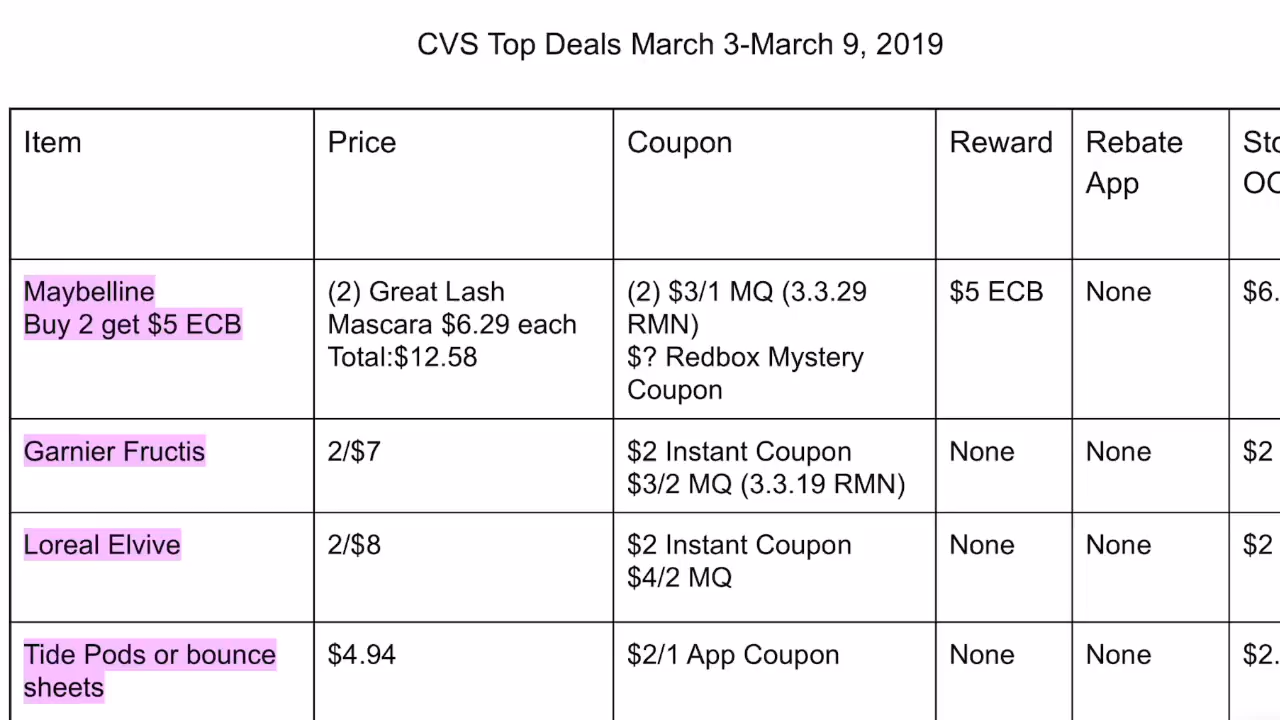 CVS Top Deals March 3-March 9, 2019
Item
Price
Coupon
Reward
Rebate
App
Maybelline
Buy 2 get $5 ECB
(2) Great Lash
Mascara $6.29 each
Total:$12.58
(2) $3/1 MQ (3.3.29
RMN)
$? Redbox Mystery
Coupon
$5 ECB
None
$6.
Garnier Fructis
2/$7
$2 Instant Coupon
$3/2 MQ (3.3.19 RMN)
None
None
$2
Loreal Elvive
2/$8
$2 Instant Coupon
$4/2 MQ
None
None
$2
Tide Pods or bounce
sheets
$4.94
$2/1 App Coupon
None
None
$2.